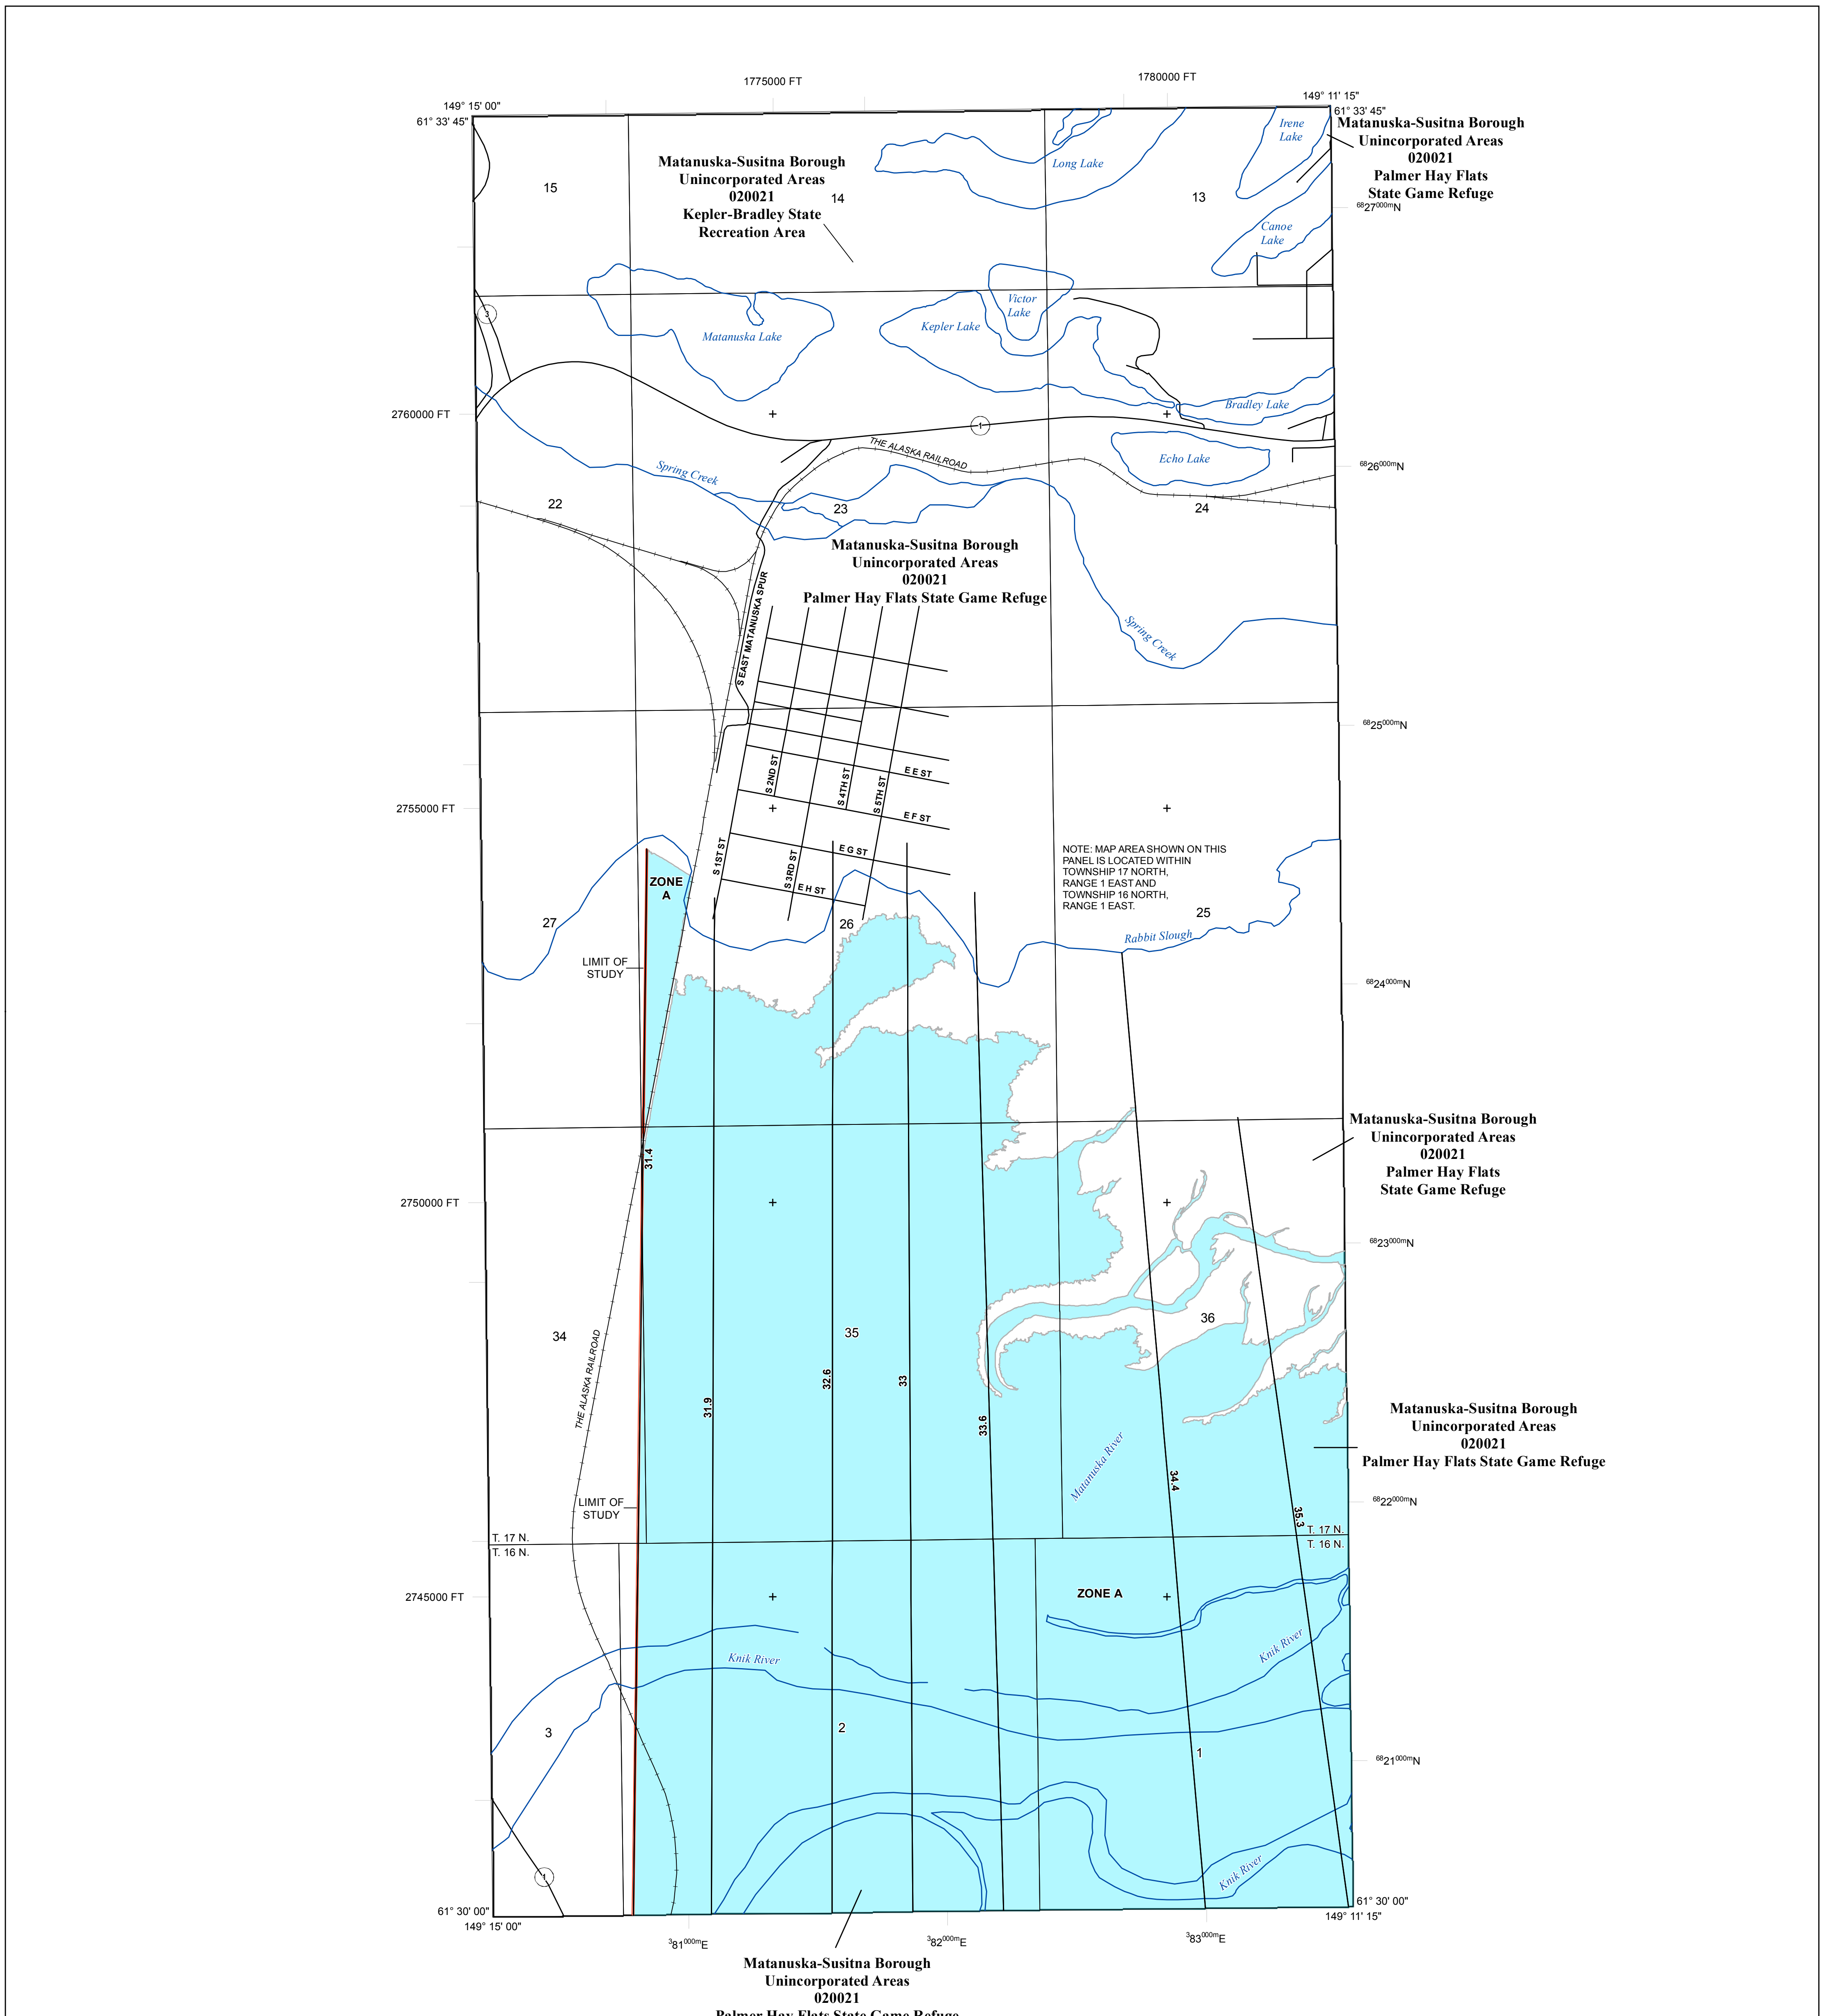 1775000 FT
1780000 FT
149° 15' 00"
149° 11' 15"
61° 33' 45"
61° 33' 45"
Matanuska-Susitna Borough
Unincorporated Areas
020021
Palmer Hay Flats
State Game Refuge
Irene
Lake
Long Lake
Matanuska-Susitna Borough
Unincorporated Areas
020021
Kepler-Bradley State
Recreation Area
15
14
13
6827000mN
Canoe
Lake
Victor
Lake
3
Kepler Lake
Matanuska Lake
Bradley Lake
2760000 FT
1
THE ALASKA RAILROAD
Echo Lake
6826000mN
Spring Creek
22
23
24
Matanuska-Susitna Borough
Unincorporated Areas
020021
Palmer Hay Flats State Game Refuge
S EAST MATANUSKA SPUR
Spring Creek
6825000mN
S 2ND ST
S 4TH ST
S 5TH ST
E E ST
2755000 FT
E F ST
S 1ST ST
S 3RD ST
E G ST
E H ST
NOTE: MAP AREA SHOWN ON THIS
PANEL IS LOCATED WITHIN
TOWNSHIP 17 NORTH,
RANGE 1 EAST AND
TOWNSHIP 16 NORTH,
RANGE 1 EAST.
ZONE
A
27
26
25
Rabbit Slough
LIMIT OF
STUDY
6824000mN
Matanuska-Susitna Borough
Unincorporated Areas
020021
Palmer Hay Flats
State Game Refuge
31.4
2750000 FT
6823000mN
34
35
36
THE ALASKA RAILROAD
31.9
32.6
33
33.6
Matanuska River
34.4
35.3
Matanuska-Susitna Borough
Unincorporated Areas
020021
Palmer Hay Flats State Game Refuge
LIMIT OF
STUDY
6822000mN
T. 17 N.
T. 16 N.
T. 17 N.
T. 16 N.
2745000 FT
ZONE A
Knik River
Knik River
3
2
1
6821000mN
1
Knik River
61° 30' 00"
61° 30' 00"
149° 15' 00"
149° 11' 15"
381000mE
382000mE
383000mE
Matanuska-Susitna Borough
Unincorporated Areas
020021
Palmer Hay Flats State Game Refuge